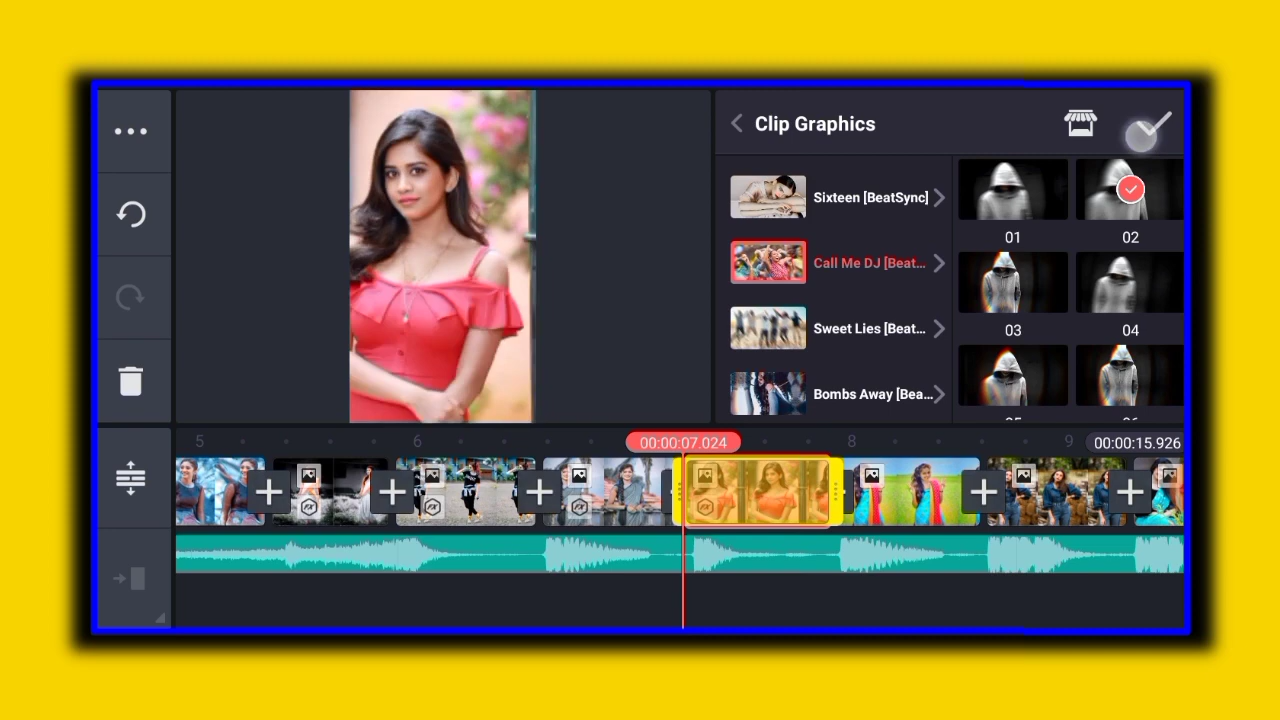 Clip Graphics
Sixteen [BeatSync]
Call Me DJ [Beat...
Sweet Lies [Beat...
Bombs Away [Bea...
01
02
03
04
5
6
00:00:07.024
8
9
00:00:15.926